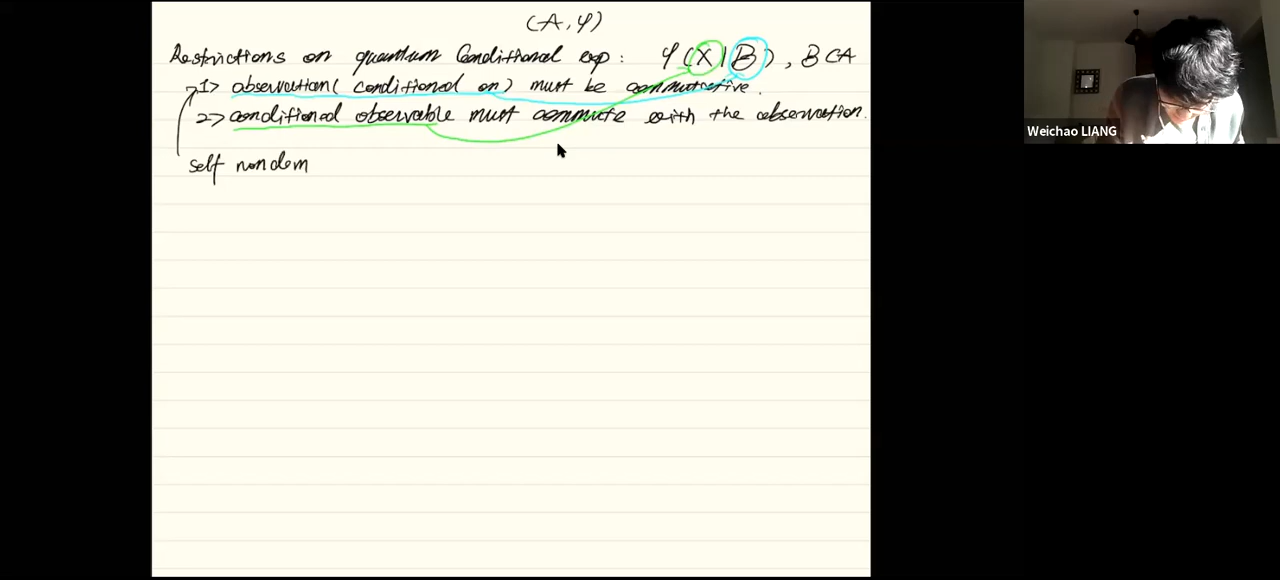 (A, φ)
Restrictions on quantum Conditional exp: φ(X|B), B⊂A
1> observation( conditional on) must be commutative.
2> conditional observable must commute with the observation.
self nondem
Weichao LIANG